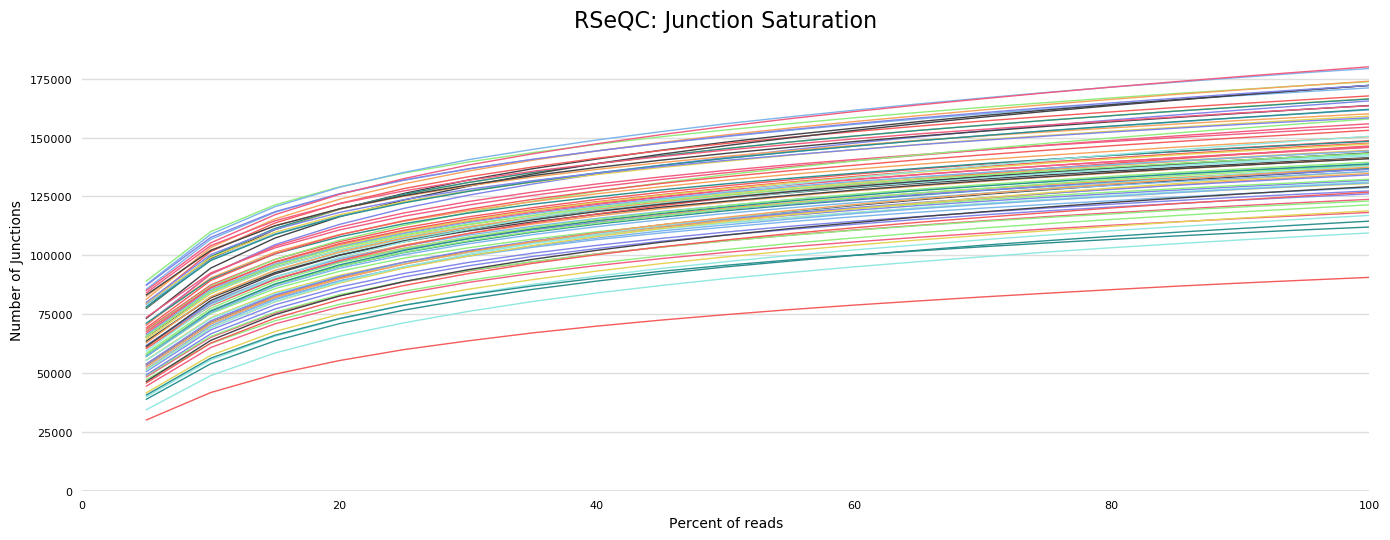 RSeQC: Junction Saturation
Number of Junctions
175000
150000
125000
100000
75000
50000
25000
0
0 20 40 60 80 100
Percent of reads